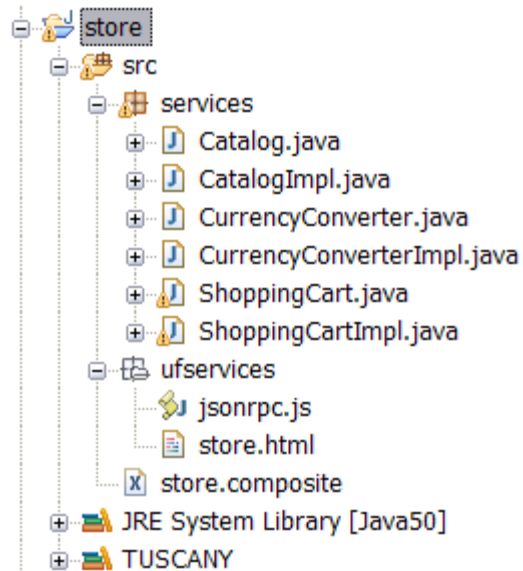 store
src
services
Catalog.java
CatalogImpl.java
CurrencyConverter.java
CurrencyConverterImpl.java
ShoppingCart.java
ShoppingCartImpl.java
ufservices
jsonrpc.js
store.html
store.composite
JRE System Library [Java50]
TUSCANY